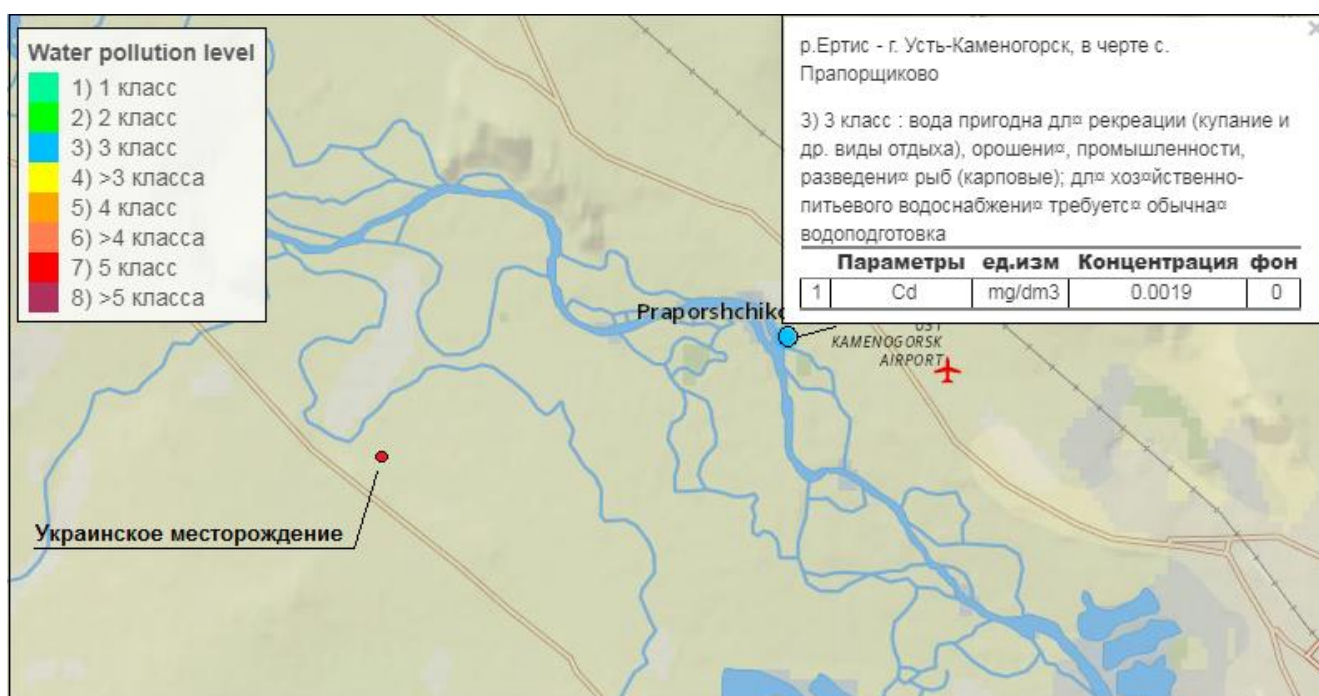 Water pollution level
1) 1 класс
2) 2 класс
3) 3 класс
4) >3 класса
5) 4 класс
6) >4 класса
7) 5 класс
8) >5 класса
р.Ертис - г. Усть-Каменогорск, в черте с.
Прапорщиково
3) 3 класс : вода пригодна дл¤ рекреации (купание и
др. виды отдыха), орошени¤, промышленности,
разведени¤ рыб (карповые); дл¤ хоз¤йственно-
питьевого водоснабжени¤ требуетс¤ обычна¤
водоподготовка
Параметры ед.изм Концентрация фон
1 Cd mg/dm3 0.0019 0
Praporshchiko
UST
KAMENOGORSK
AIRPORT
Украинское месторождение